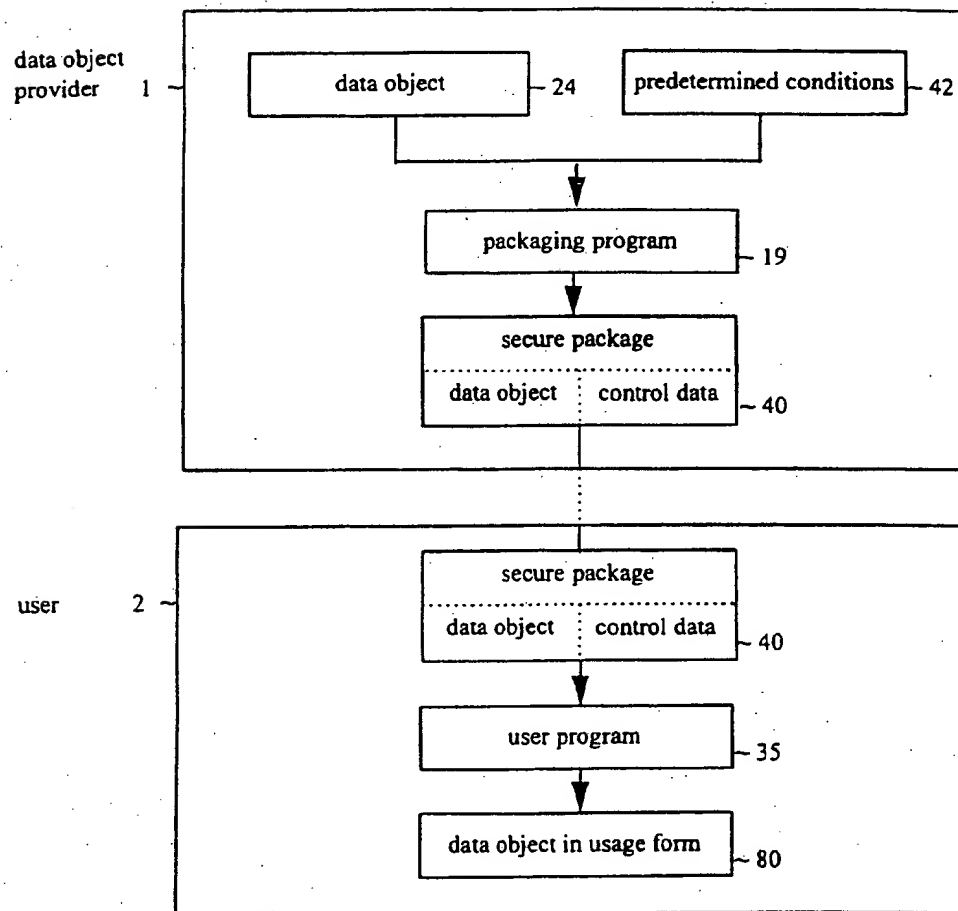 data object
provider 1
data object 24
predetermined conditions 42
packaging program 19
secure package
data object control data 40
secure package
user 2
data object control data 40
user program 35
data object in usage form 80